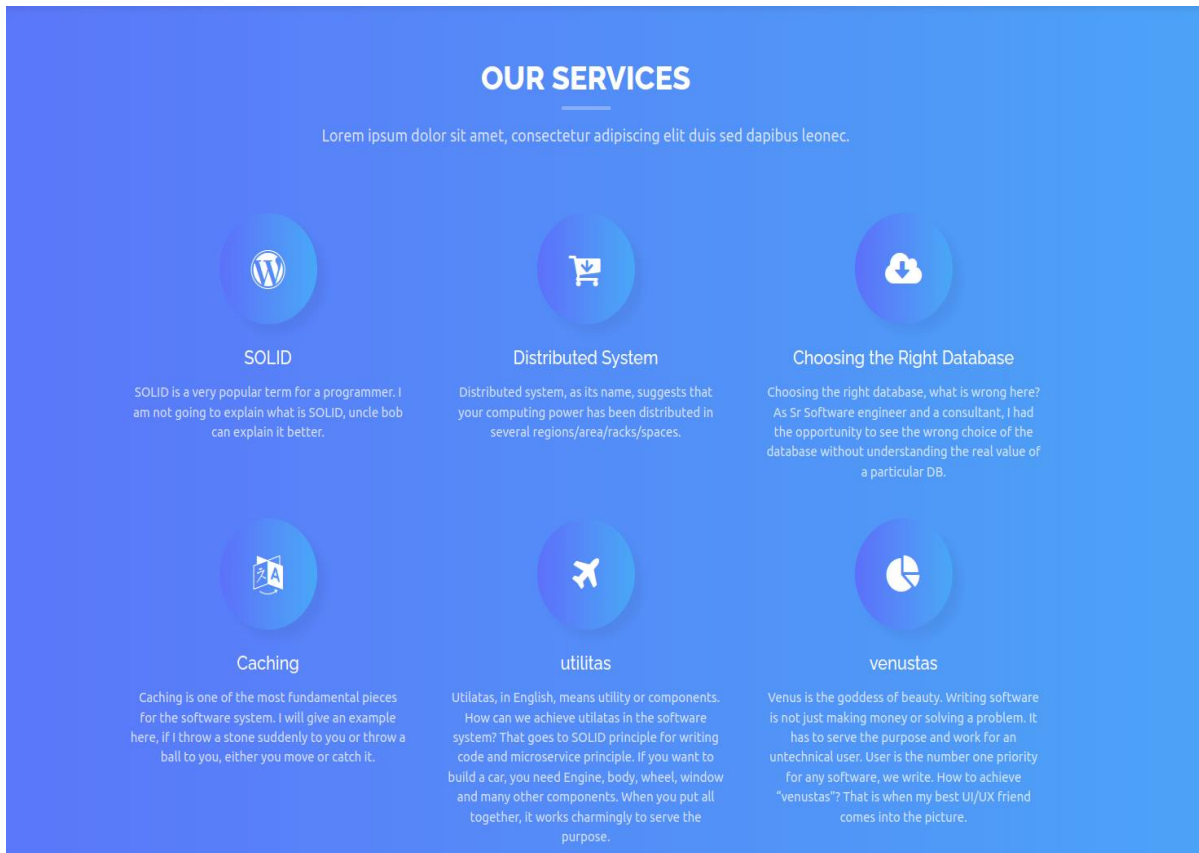 OUR SERVICES
Lorem ipsum dolor sit amet, consectetur adipiscing elit duis sed dapibus leonec.
SOLID
SOLID is a very popular term for a programmer. I
am not going to explain what is SOLID, uncle bob
can explain it better.
Distributed System
Distributed system, as its name, suggests that
your computing power has been distributed in
several regions/area/racks/spaces.
Choosing the Right Database
Choosing the right database, what is wrong here?
As Sr Software engineer and a consultant, I had
the opportunity to see the wrong choice of the
database without understanding the real value of
a particular DB.
Caching
Caching is one of the most fundamental pieces
for the software system. I will give an example
here, if I throw a stone suddenly to you or throw a
ball to you, either you move or catch it.
utilitas
Utilatas, in English, means utility or components.
How can we achieve utilatas in the software
system? That goes to SOLID principle for writing
code and microservice principle. If you want to
build a car, you need Engine, body, wheel, window
and many other components. When you put all
together, it works charmingly to serve the
purpose.
venustas
Venus is the goddess of beauty. Writing software
is not just making money or solving a problem. It
has to serve the purpose and work for an
untechnical user. User is the number one priority
for any software, we write. How to achieve
“venustas”? That is when my best UI/UX friend
comes into the picture.